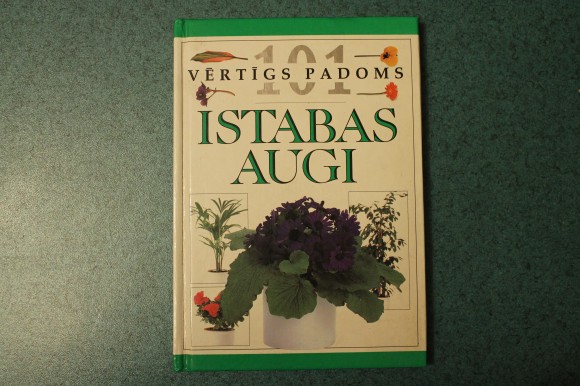 101
VĒRTĪGS PADOMS
ISTABAS
AUGI